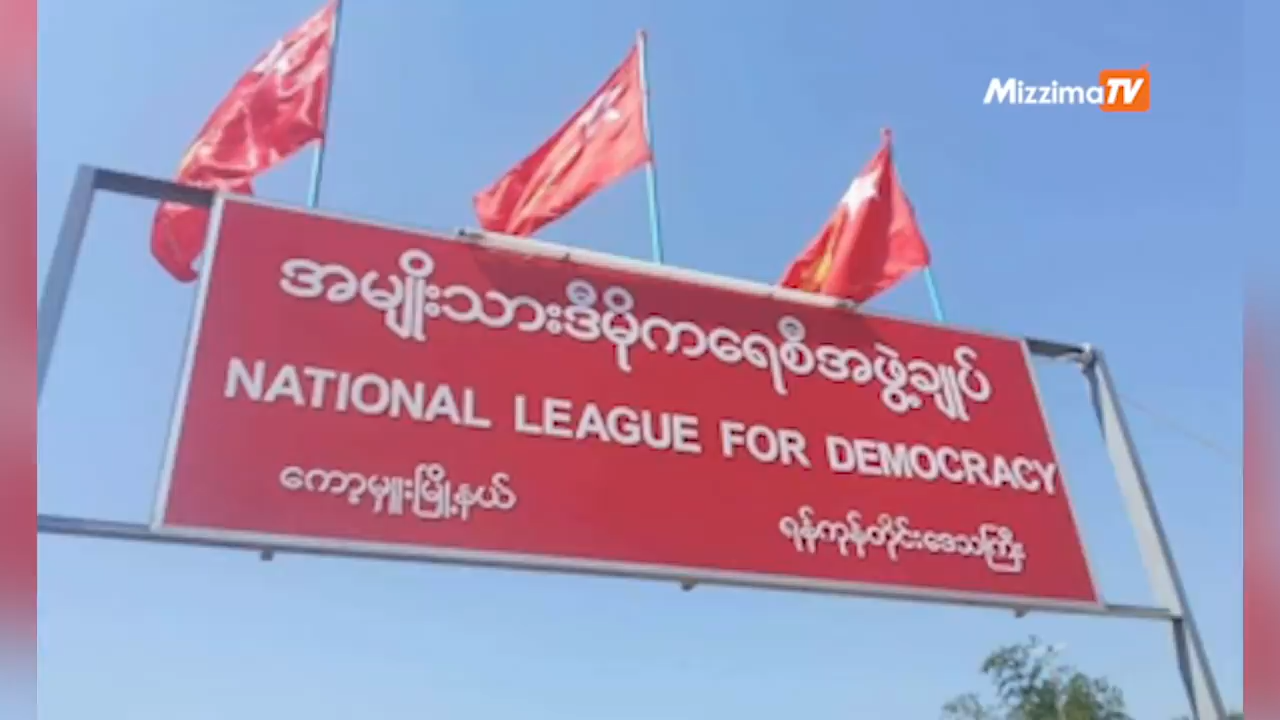 MizzimaTV
အမျိုးသားဒီမိုကရေစီအဖွဲ့ချုပ်
NATIONAL LEAGUE FOR DEMOCRACY
ကော့မှူးမြို့နယ်
ရန်ကုန်တိုင်းဒေသကြီး